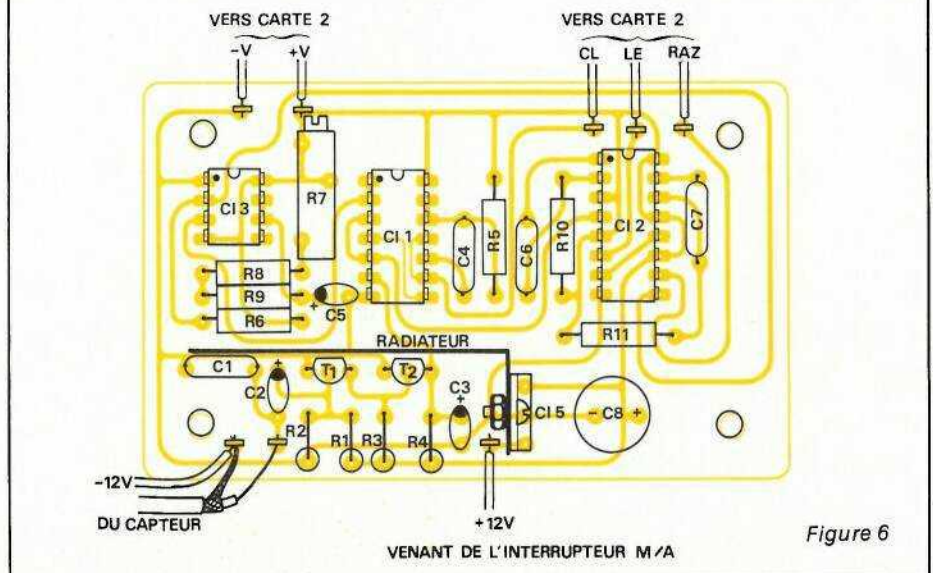 VERS CARTE 2
VERS CARTE 2
-V
+V
CL
LE
RAZ
CI 3
R7
CI 1
C4
R5
C6
R10
CI 2
C7
R8
R9
R6
+
C5
R11
RADIATEUR
C1
+
C2
T1
T2
C3
+
CI 5
- C8 +
R2
R1
R3
R4
-12V
DU CAPTEUR
+12V
VENANT DE L'INTERRUPTEUR M/A
Figure 6